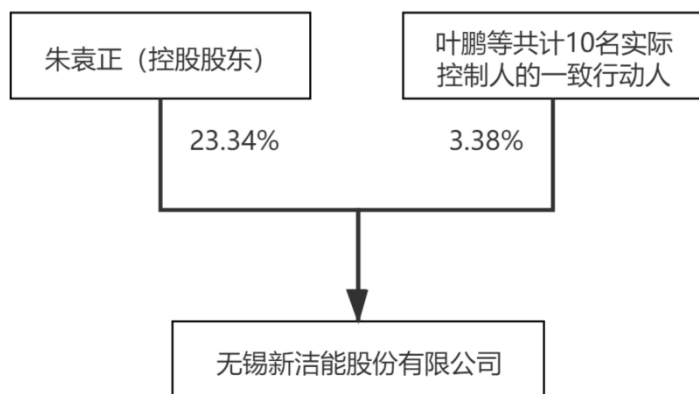 朱袁正（控股股东）
叶鹏等共计10名实际
控制人的一致行动人
23.34%
3.38%
无锡新洁能股份有限公司